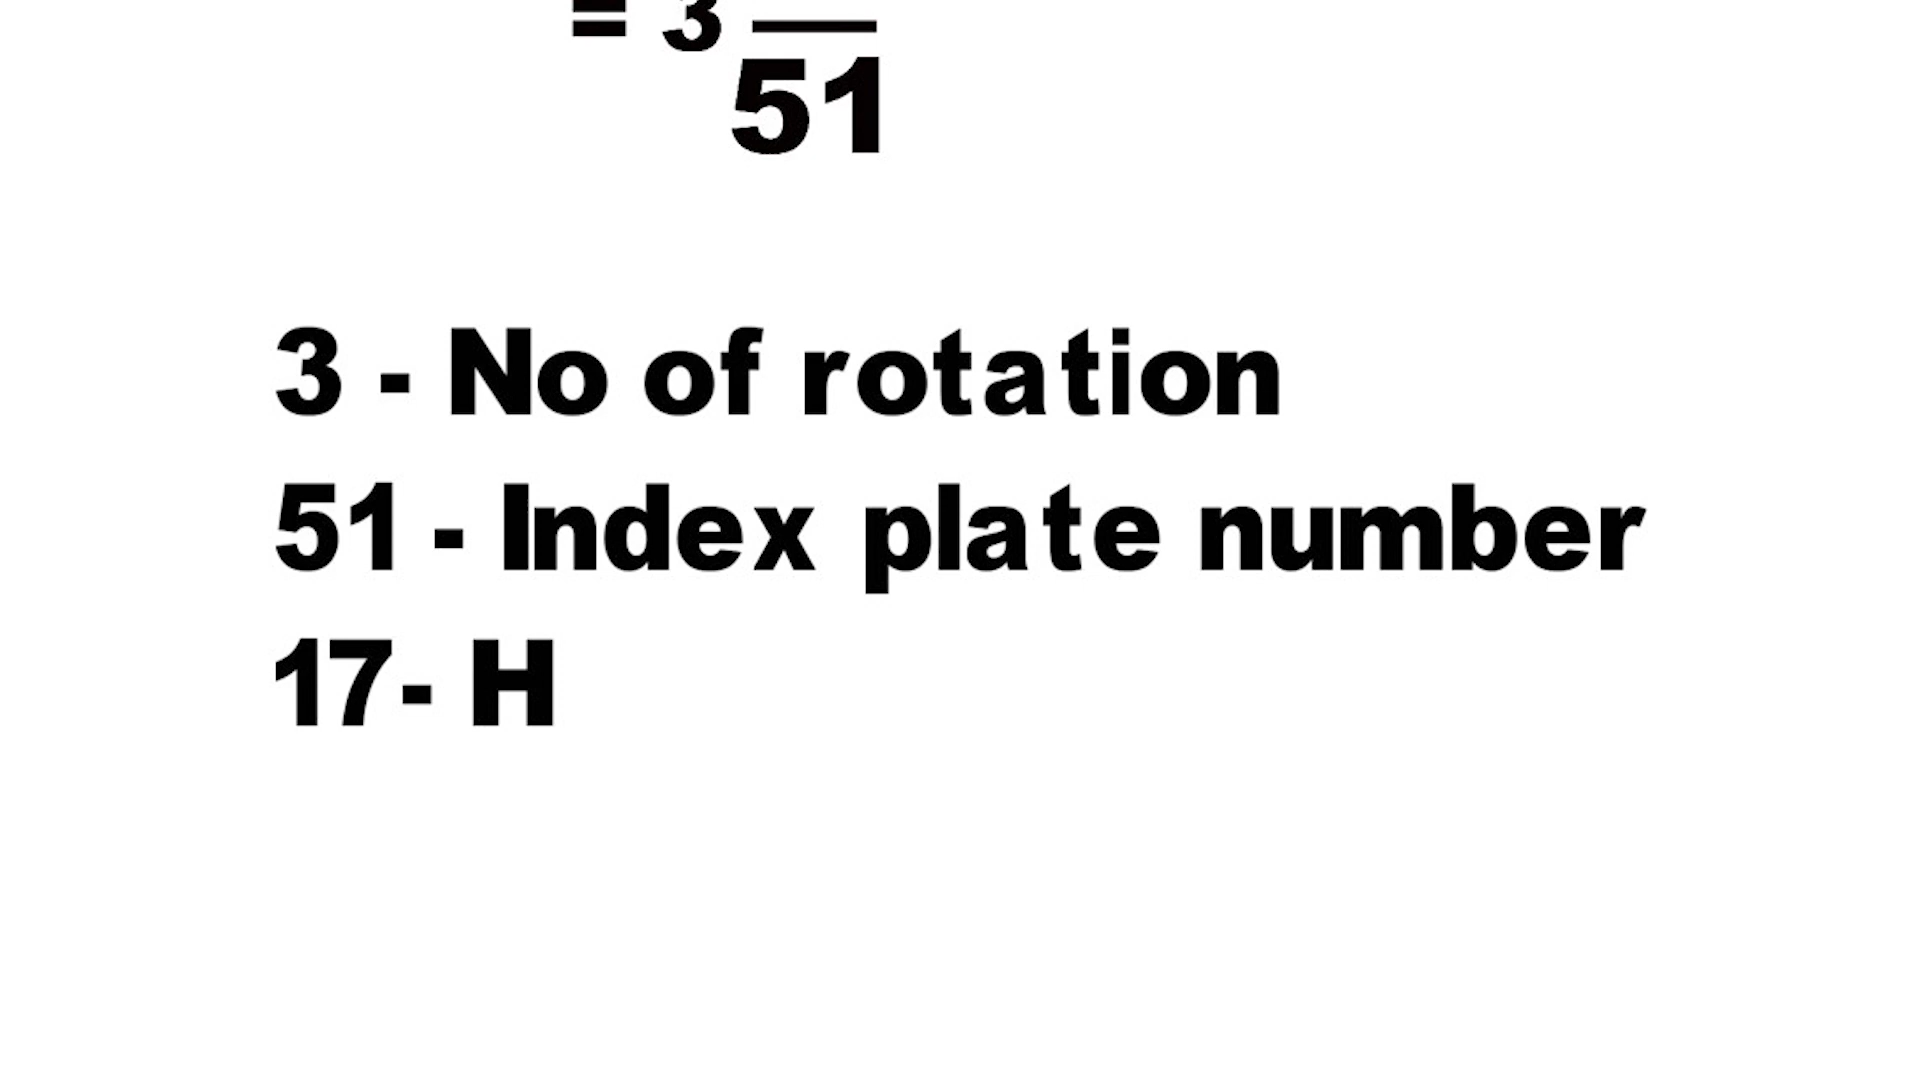 = 3
51
3 - No of rotation
51 - Index plate number
17- H